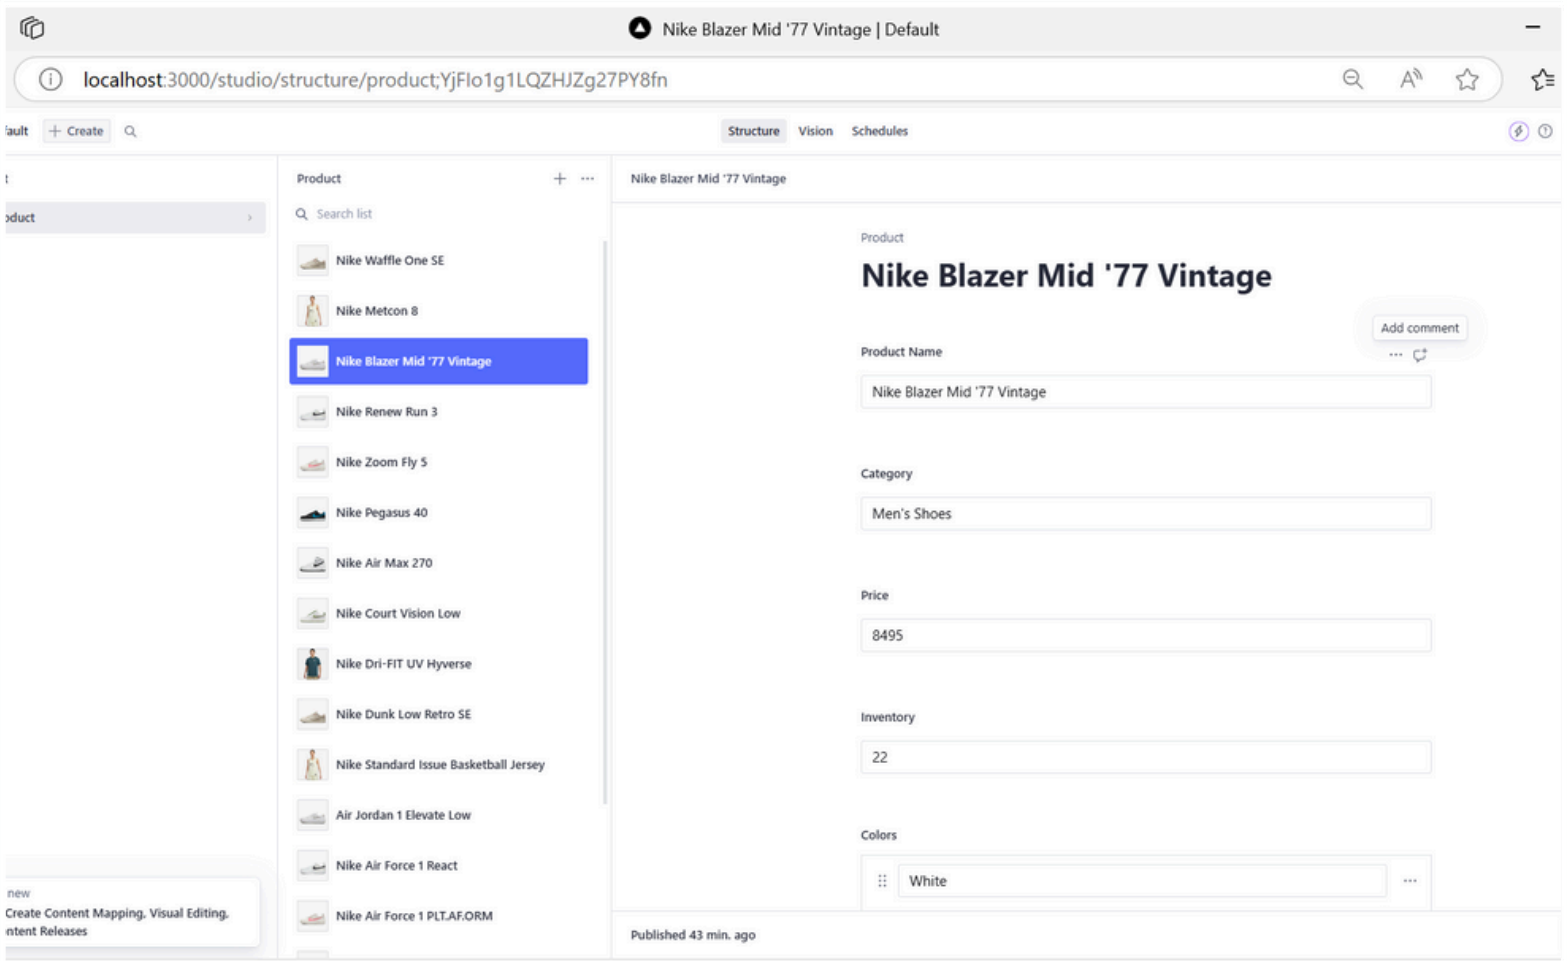 Nike Blazer Mid '77 Vintage | Default
localhost:3000/studio/structure/product;YjFIo1g1LQZHJZg27PY8fn
fault
+ Create
Structure
Vision
Schedules
t
oduct
Product
Search list
Nike Waffle One SE
Nike Metcon 8
Nike Blazer Mid '77 Vintage
Nike Renew Run 3
Nike Zoom Fly 5
Nike Pegasus 40
Nike Air Max 270
Nike Court Vision Low
Nike Dri-FIT UV Hyverse
Nike Dunk Low Retro SE
Nike Standard Issue Basketball Jersey
Air Jordan 1 Elevate Low
Nike Air Force 1 React
Nike Air Force 1 PLT.AF.ORM
new
Create Content Mapping, Visual Editing,
ntent Releases
Nike Blazer Mid '77 Vintage
Product
Nike Blazer Mid '77 Vintage
Add comment
Product Name
Nike Blazer Mid '77 Vintage
Category
Men's Shoes
Price
8495
Inventory
22
Colors
White
Published 43 min. ago